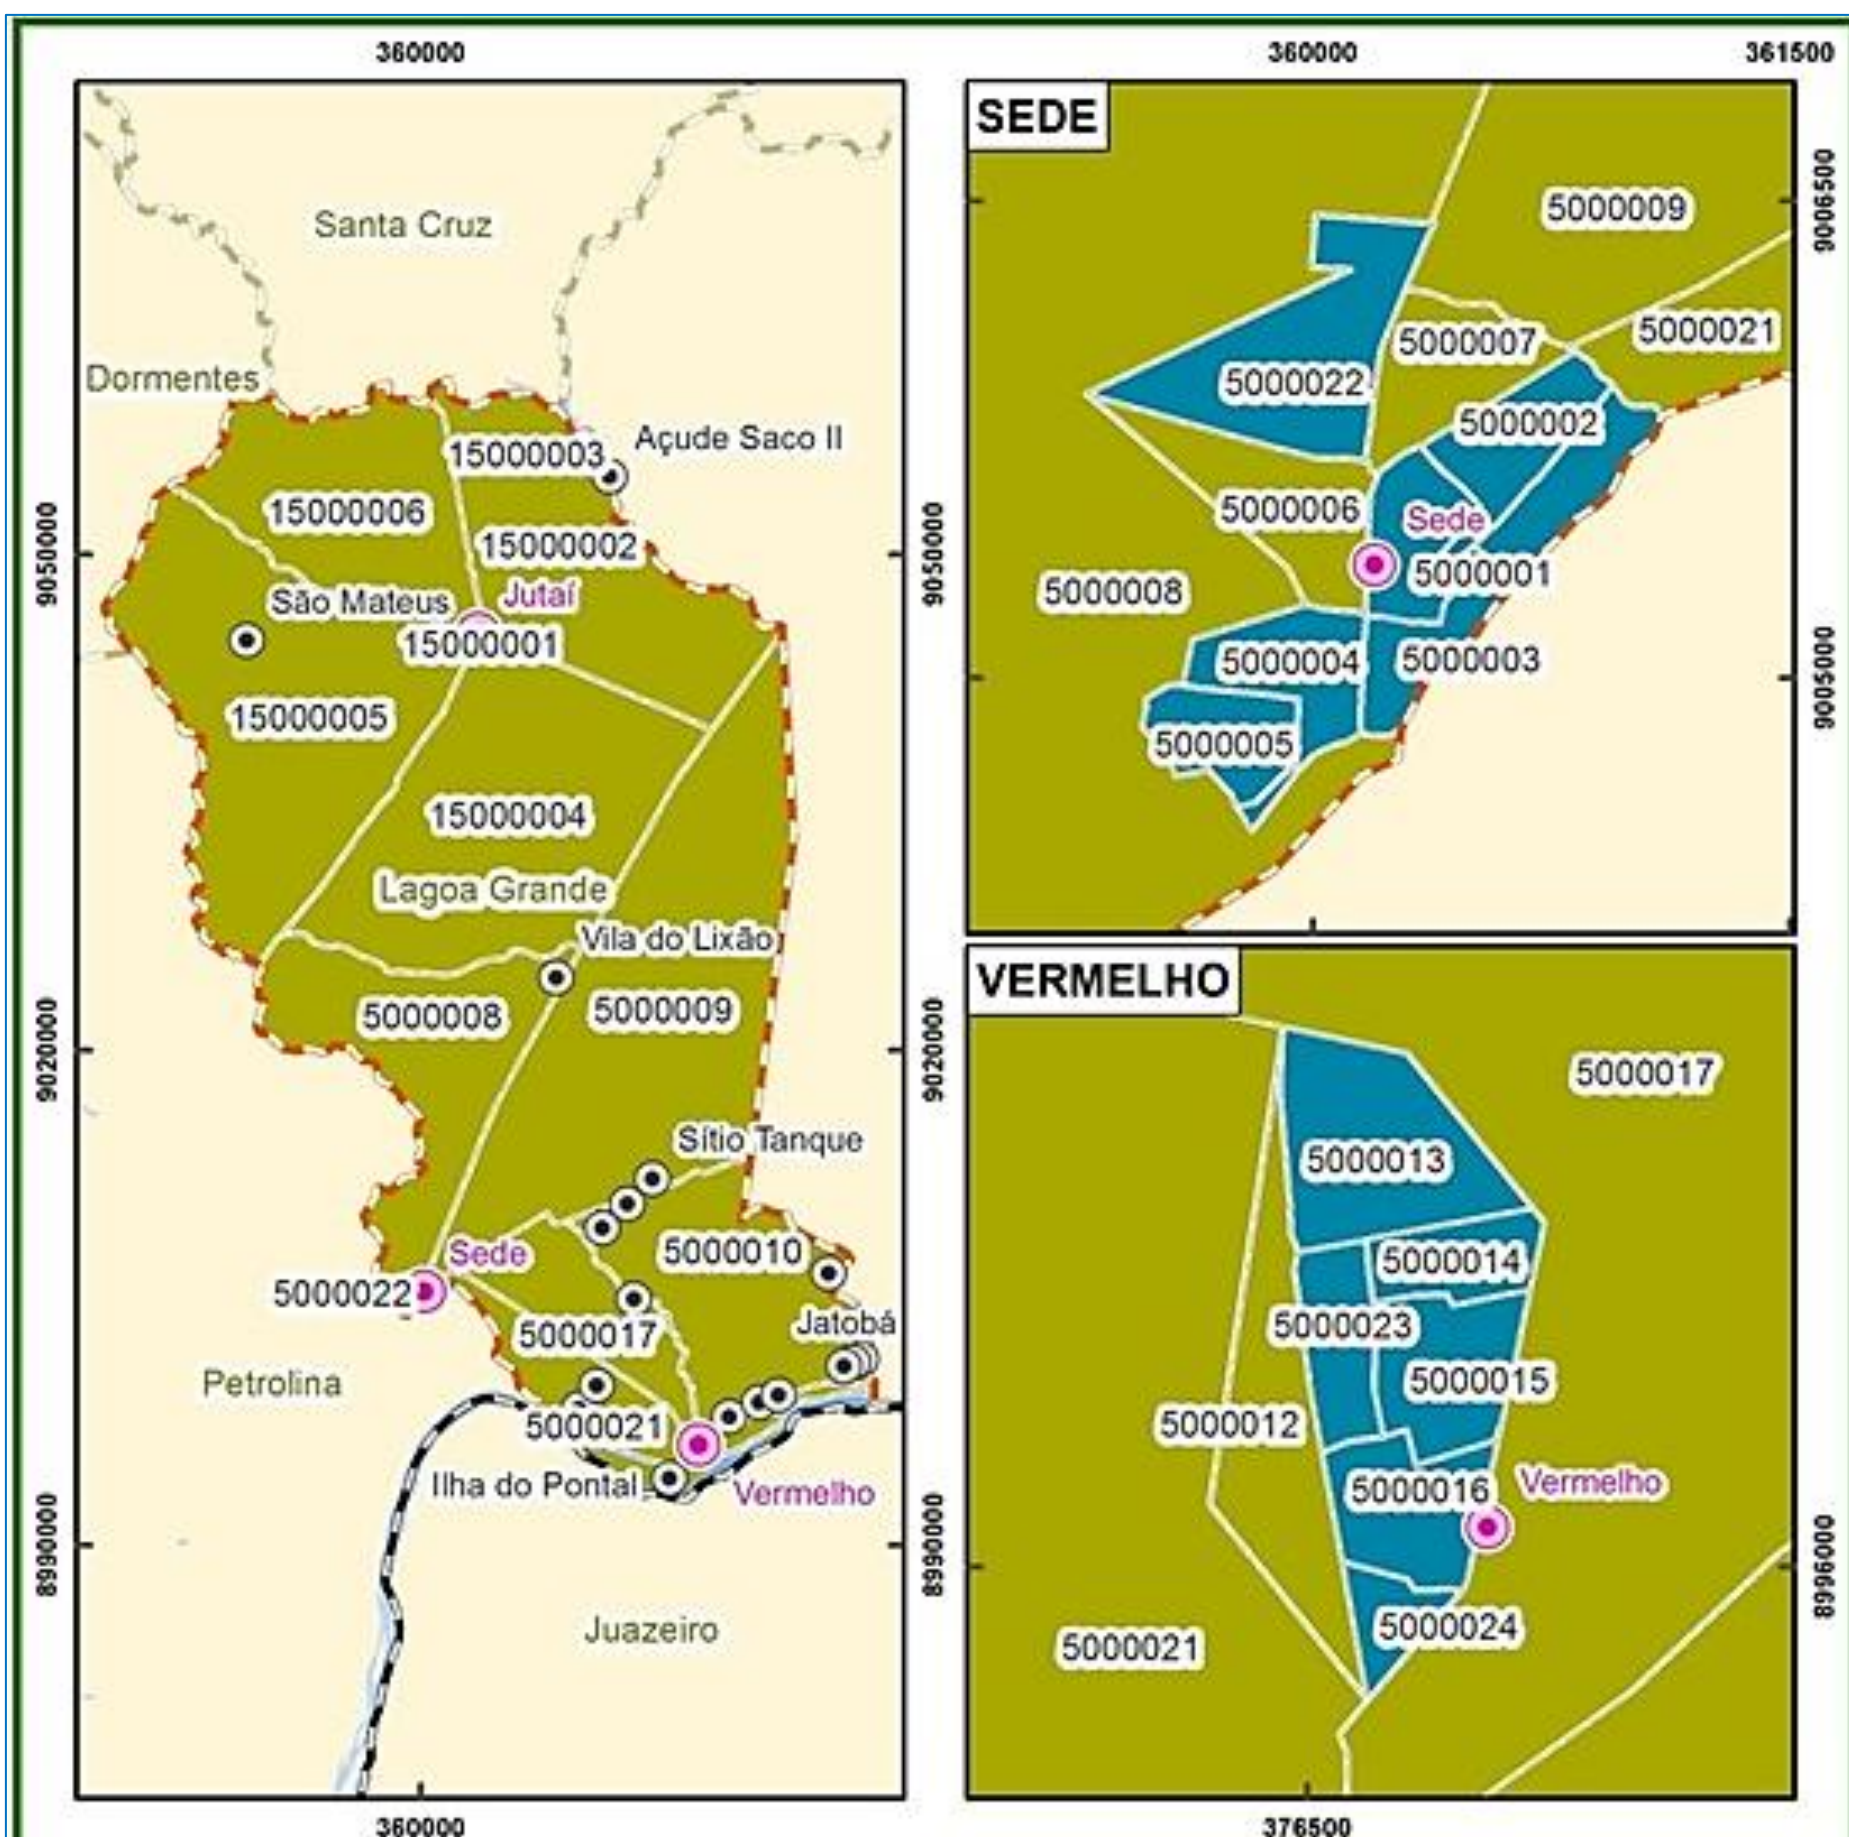 360000
360000
361500
SEDE
9006500
5000009
Santa Cruz
5000021
5000007
Dormentes
5000022
5000002
Açude Saco II
15000003
15000006
5000006
Sede
15000002
9050000
9050000
5000001
5000008
Jutaí
São Mateus
15000001
5000004
5000003
9005000
15000005
5000005
15000004
Lagoa Grande
Vila do Lixão
VERMELHO
5000008
5000009
9020000
9020000
5000017
Sítio Tanque
5000013
5000010
Sede
5000014
5000022
Jatobá
5000023
5000017
5000015
Petrolina
5000021
5000012
Ilha do Pontal
Vermelho
5000016
Vermelho
8990000
8990000
8996000
Juazeiro
5000024
5000021
360000
376500